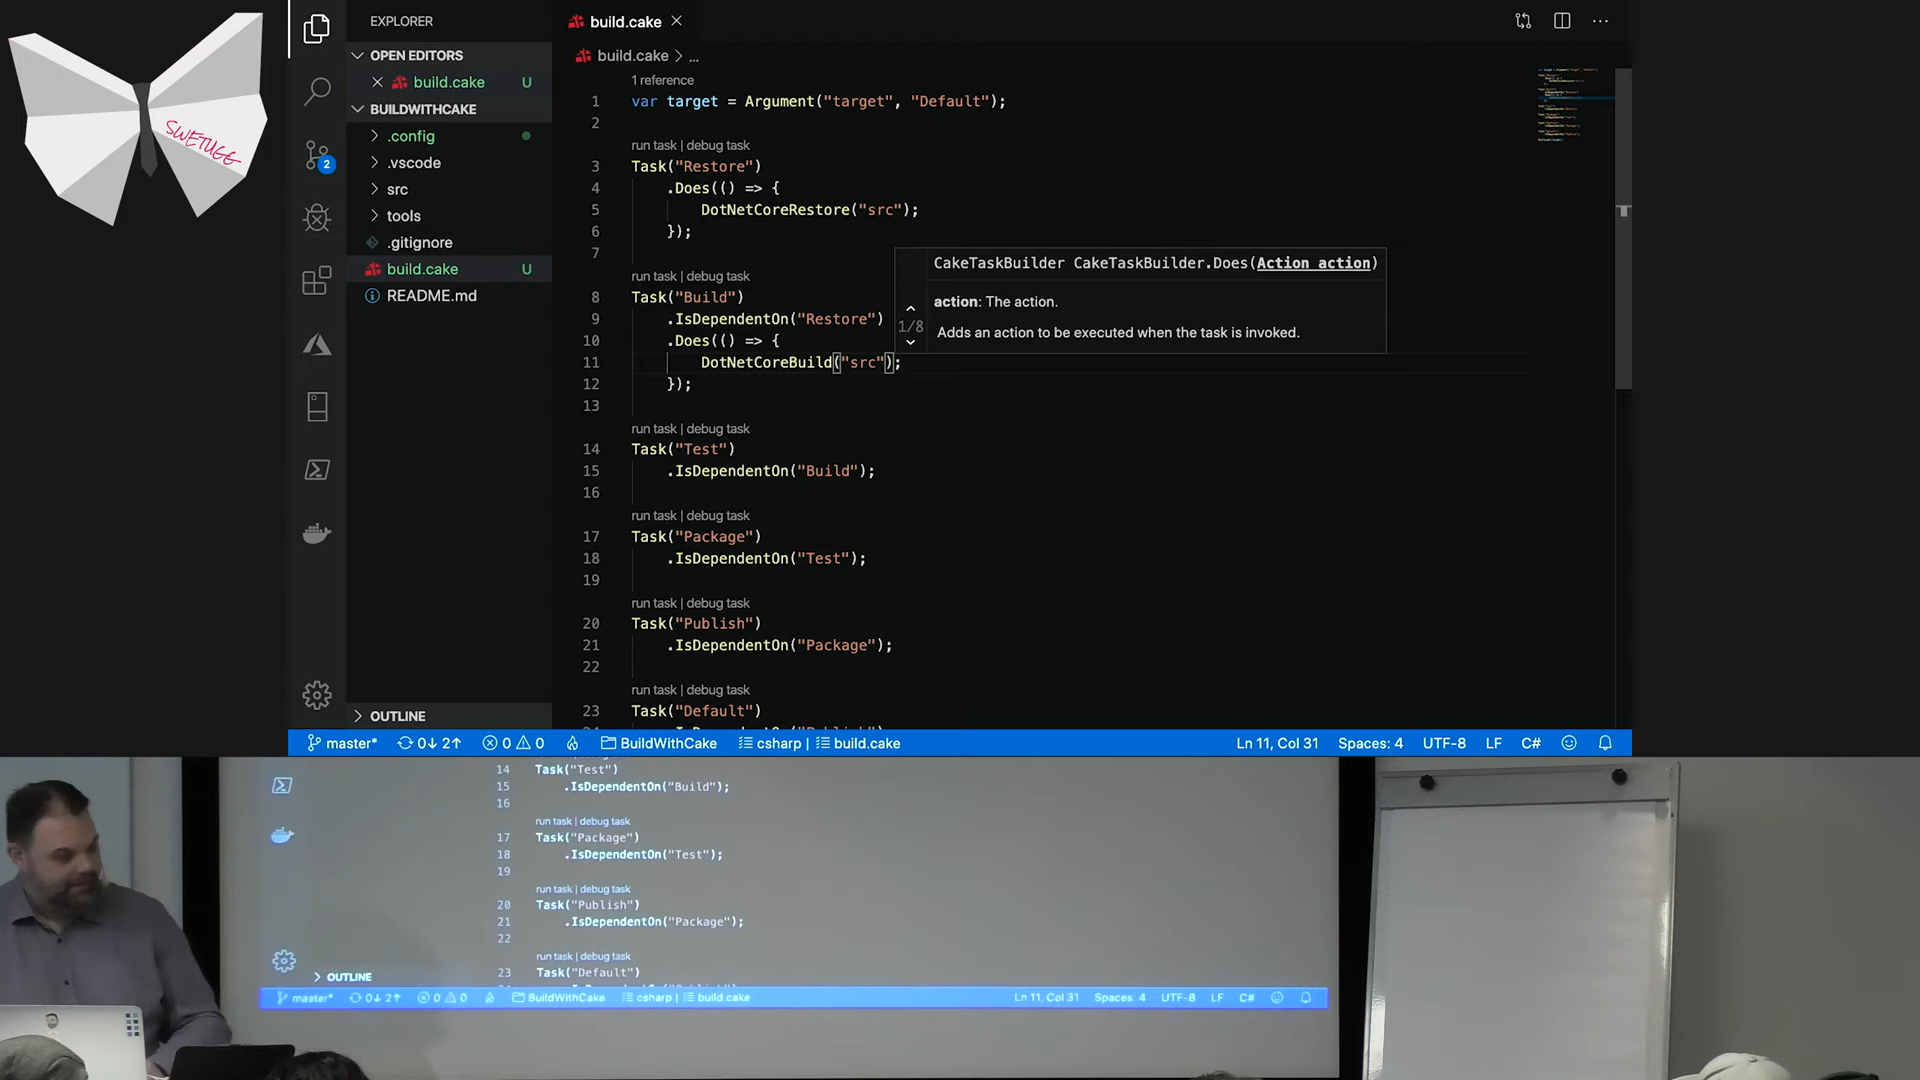 SWETUGG
EXPLORER
OPEN EDITORS
build.cake U
BUILDWITHCAKE
.config
.vscode
src
tools
.gitignore
build.cake U
README.md
OUTLINE
2
build.cake
build.cake > ...
1 reference
1 var target = Argument("target", "Default");
2
run task | debug task
3 Task("Restore")
4 .Does(() => {
5 DotNetCoreRestore("src");
6 });
7
run task | debug task
8 Task("Build")
9 .IsDependentOn("Restore")
10 .Does(() => {
11 DotNetCoreBuild("src");
12 });
13
run task | debug task
14 Task("Test")
15 .IsDependentOn("Build");
16
run task | debug task
17 Task("Package")
18 .IsDependentOn("Test");
19
run task | debug task
20 Task("Publish")
21 .IsDependentOn("Package");
22
run task | debug task
23 Task("Default")
CakeTaskBuilder CakeTaskBuilder.Does(Action action)
1/8
action: The action.
Adds an action to be executed when the task is invoked.
master* 0↓ 2↑ 0 0 BuildWithCake csharp | build.cake Ln 11, Col 31 Spaces: 4 UTF-8 LF C#
14 Task("Test")
15 .IsDependentOn("Build");
16
run task | debug task
17 Task("Package")
18 .IsDependentOn("Test");
19
run task | debug task
20 Task("Publish")
21 .IsDependentOn("Package");
22
run task | debug task
23 Task("Default")
OUTLINE
master* 0↓ 2↑ 0 0 BuildWithCake csharp | build.cake Ln 11, Col 31 Spaces: 4 UTF-8 LF C#